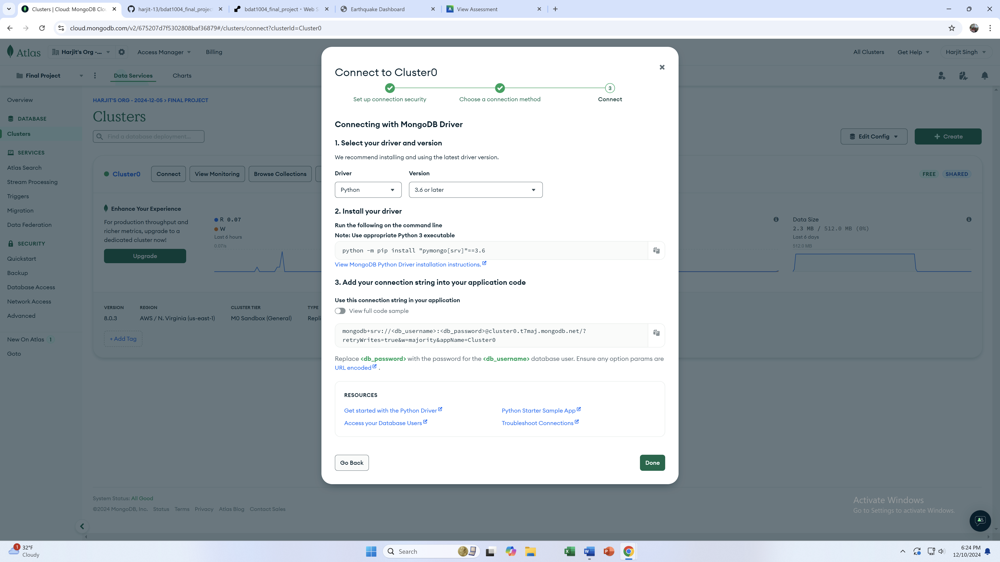 Clusters | Cloud: MongoDB Clou
harjit-13/bdat1004_final_project
bdat1004_final_project · Web S
Earthquake Dashboard
View Assessment
cloud.mongodb.com/v2/675207d7f5302808baf36879#/clusters/connect?clusterId=Cluster0
Atlas
Harjit's Org -...
Access Manager
Billing
All Clusters
Get Help
Harjit Singh
Final Project
Data Services
Charts
Overview
DATABASE
Clusters
SERVICES
Atlas Search
Stream Processing
Triggers
Migration
Data Federation
SECURITY
Quickstart
Backup
Database Access
Network Access
Advanced
New On Atlas 1
Goto
HARJIT'S ORG - 2024-12-05 > FINAL PROJECT
Clusters
Find a database deployment...
Edit Config
+ Create
Cluster0
Connect
View Monitoring
Browse Collections
FREE
SHARED
Enhance Your Experience
For production throughput and
richer metrics, upgrade to a
dedicated cluster now!
Upgrade
R 0.07
W
Last 6 hours
0.07/s
Data Size
2.3 MB / 512.0 MB (0%)
Last 6 days
512.0 MB
VERSION
8.0.3
REGION
AWS / N. Virginia (us-east-1)
CLUSTER TIER
M0 Sandbox (General)
TYPE
Repli
+ Add Tag
Connect to Cluster0
Set up connection security
Choose a connection method
3
Connect
Connecting with MongoDB Driver
1. Select your driver and version
We recommend installing and using the latest driver version.
Driver
Version
Python
3.6 or later
2. Install your driver
Run the following on the command line
Note: Use appropriate Python 3 executable
python -m pip install "pymongo[srv]"==3.6
View MongoDB Python Driver installation instructions.
3. Add your connection string into your application code
Use this connection string in your application
View full code sample
mongodb+srv://<db_username>:<db_password>@cluster0.t7maj.mongodb.net/?
retryWrites=true&w=majority&appName=Cluster0
Replace <db_password> with the password for the <db_username> database user. Ensure any option params are
URL encoded .
RESOURCES
Get started with the Python Driver
Python Starter Sample App
Access your Database Users
Troubleshoot Connections
Go Back
Done
System Status: All Good
©2024 MongoDB, Inc. Status Terms Privacy Atlas Blog Contact Sales
Activate Windows
Go to Settings to activate Windows.
1
32°F
Cloudy
Search
6:24 PM
12/10/2024